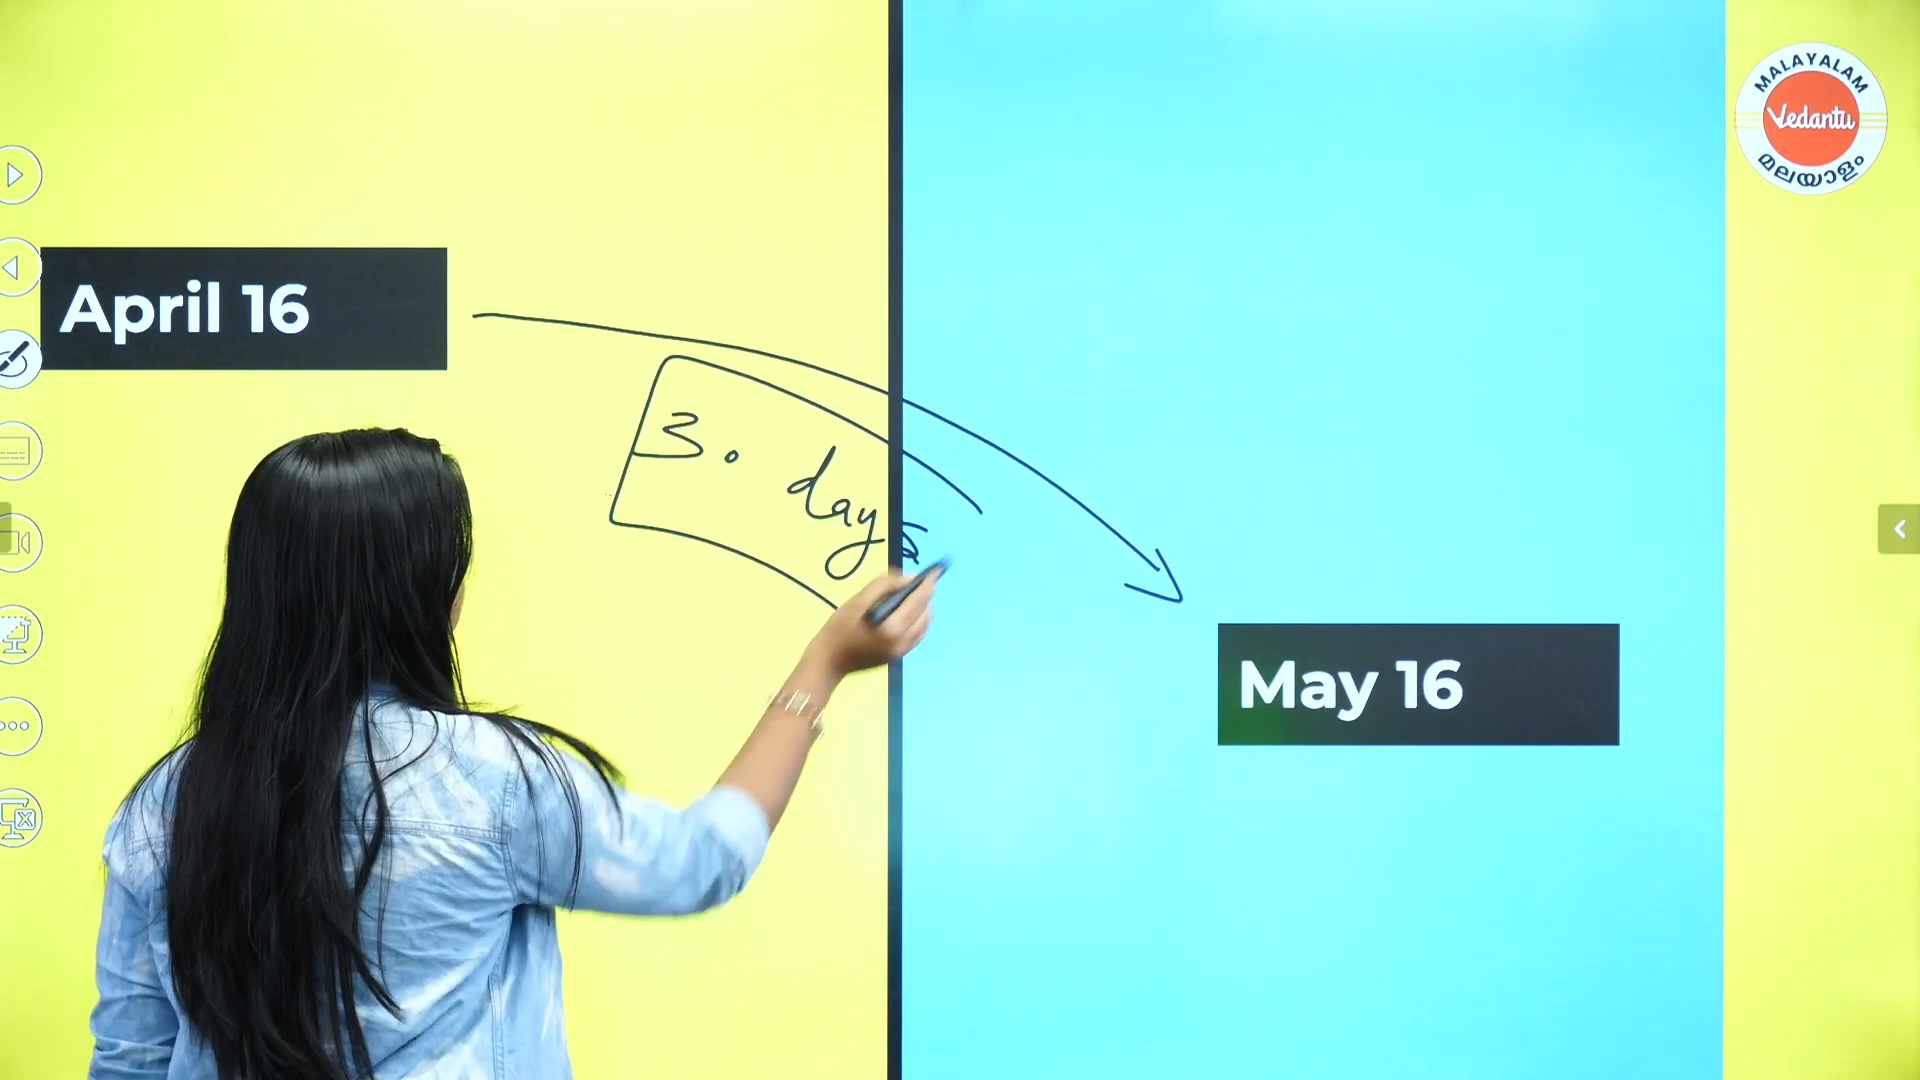 MALAYALAM
Vedantu
മലയാളം
April 16
30 days
May 16